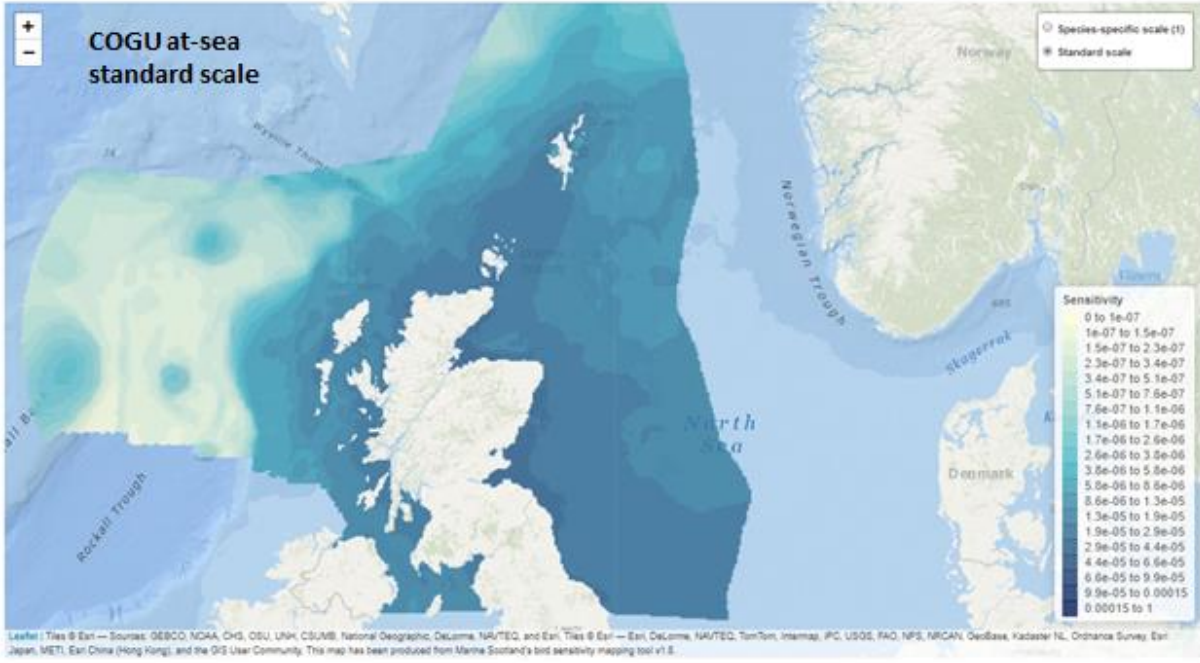 +
−
COGU at-sea
standard scale
Species-specific scale (1)
Standard scale
Norway
Norwegian Trough
Skagerrak
North
Sea
Denmark
Rockall Trough
Sensitivity
0 to 1e-07
1e-07 to 1.5e-07
1.5e-07 to 2.3e-07
2.3e-07 to 3.4e-07
3.4e-07 to 5.1e-07
5.1e-07 to 7.6e-07
7.6e-07 to 1.1e-06
1.1e-06 to 1.7e-06
1.7e-06 to 2.6e-06
2.6e-06 to 3.8e-06
3.8e-06 to 5.8e-06
5.8e-06 to 8.6e-06
8.6e-06 to 1.3e-05
1.3e-05 to 1.9e-05
1.9e-05 to 2.9e-05
2.9e-05 to 4.4e-05
4.4e-05 to 6.6e-05
6.6e-05 to 9.9e-05
9.9e-05 to 0.00015
0.00015 to 1
Leaflet | Tiles © Esri — Sources: GEBCO, NOAA, CHS, OSU, UNH, CSUMB, National Geographic, DeLorme, NAVTEQ, and Esri, Tiles © Esri — Esri, DeLorme, NAVTEQ, TomTom, Intermap, iPC, USGS, FAO, NPS, NRCAN, GeoBase, Kadaster NL, Ordnance Survey, Esri
Japan, METI, Esri China (Hong Kong), and the GIS User Community. This map has been produced from Marine Scotland's bird sensitivity mapping tool v1.8.